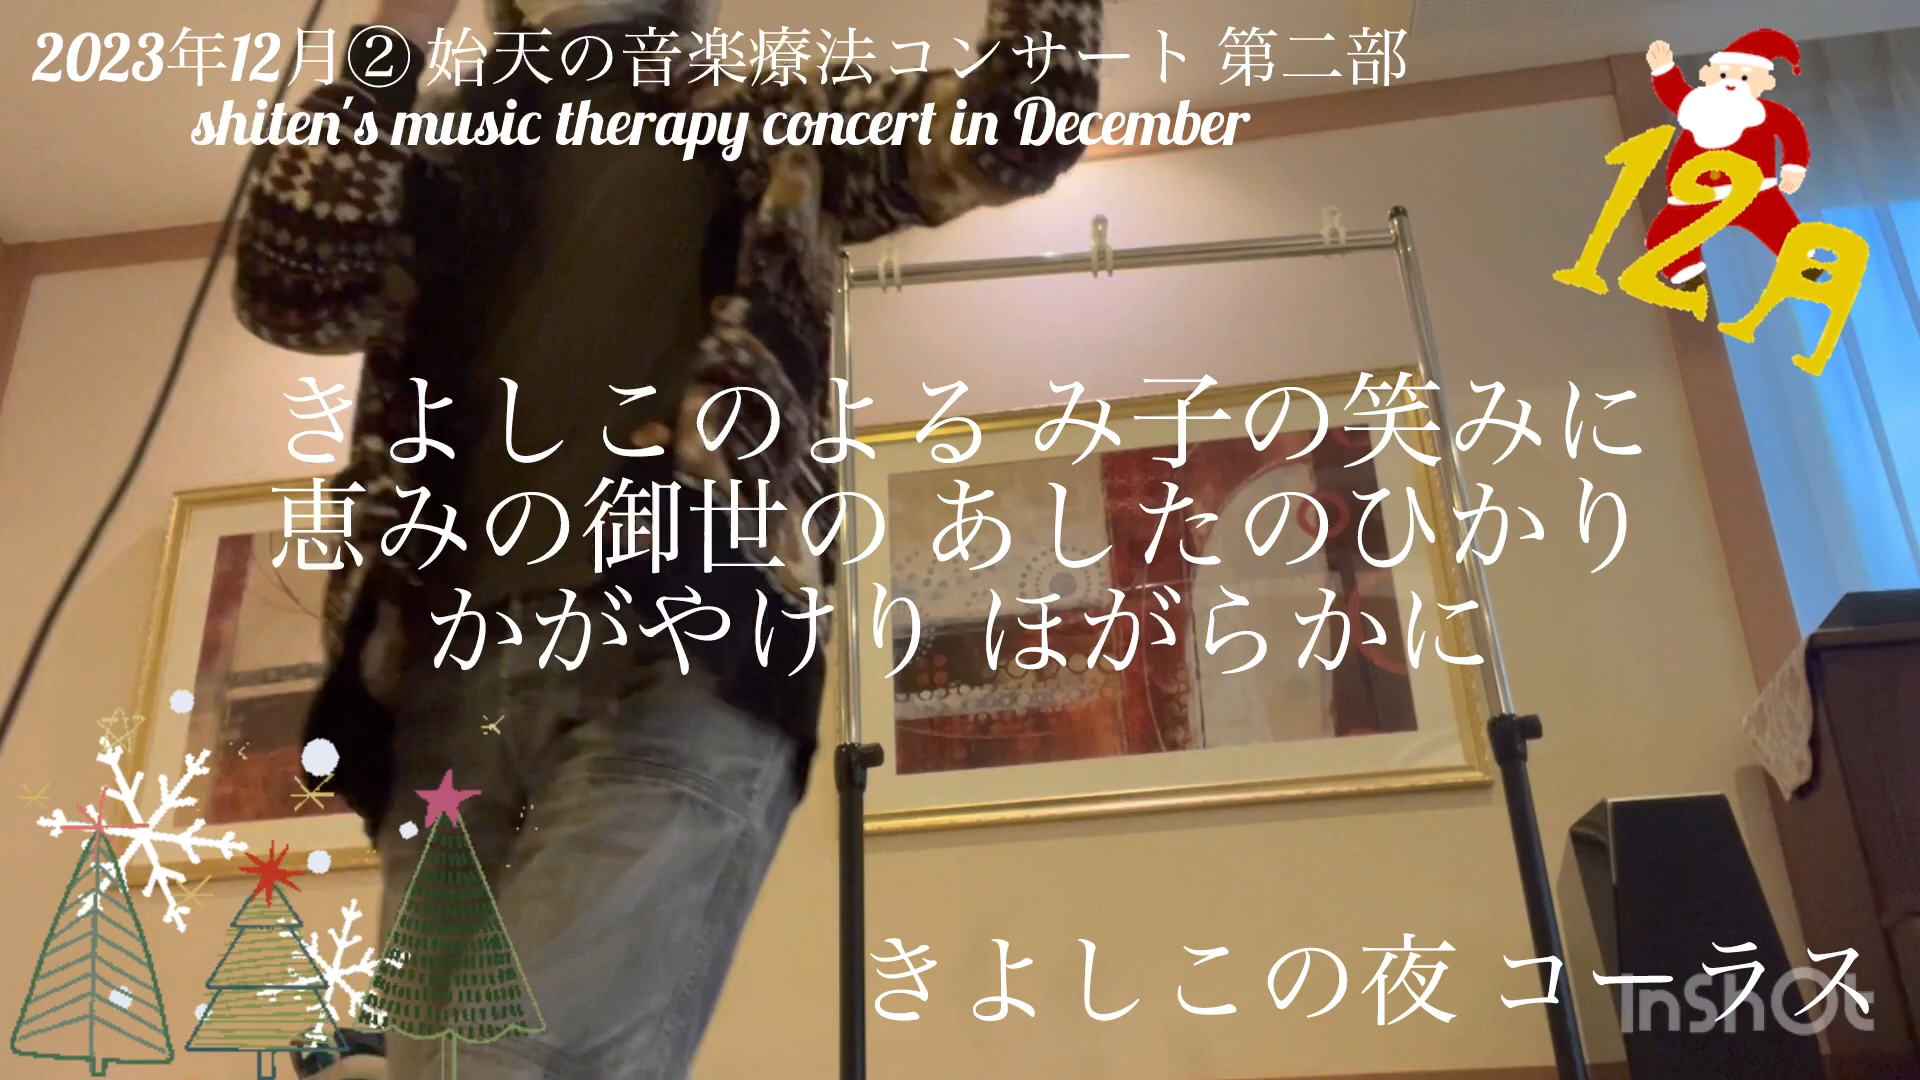 2023年12月② 始天の音楽療法コンサート 第二部
shiten's music therapy concert in December
12月
きよしこのよる み子の笑みに
恵みの御世の あしたのひかり
かがやけり ほがらかに
きよしこの夜 コーラス
InShOt